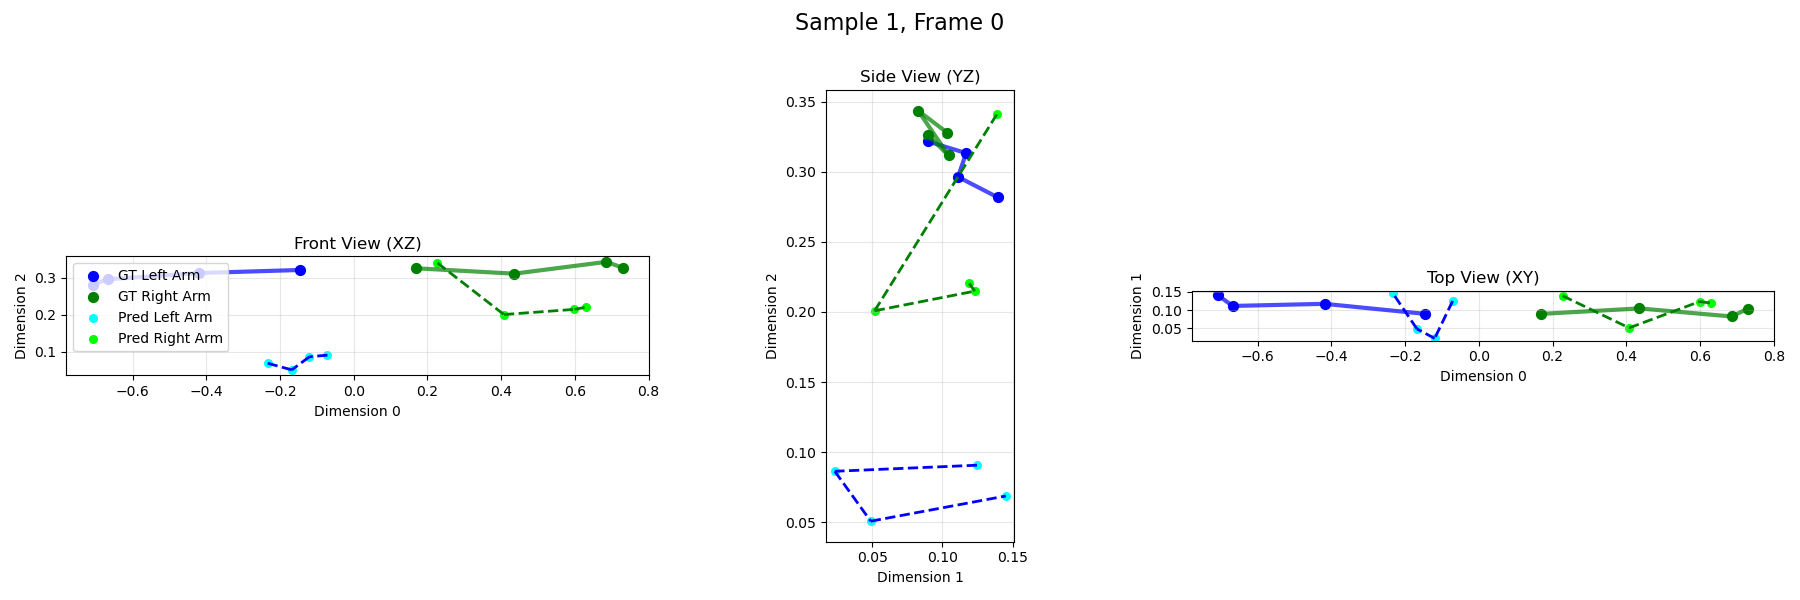 Sample 1, Frame 0
Front View (XZ)
Dimension 2
0.3
0.2
0.1
GT Left Arm
GT Right Arm
Pred Left Arm
Pred Right Arm
−0.6 −0.4 −0.2 0.0 0.2 0.4 0.6 0.8
Dimension 0
Side View (YZ)
Dimension 2
0.35
0.30
0.25
0.20
0.15
0.10
0.05
0.05 0.10 0.15
Dimension 1
Top View (XY)
Dimension 1
0.15
0.10
0.05
−0.6 −0.4 −0.2 0.0 0.2 0.4 0.6 0.8
Dimension 0